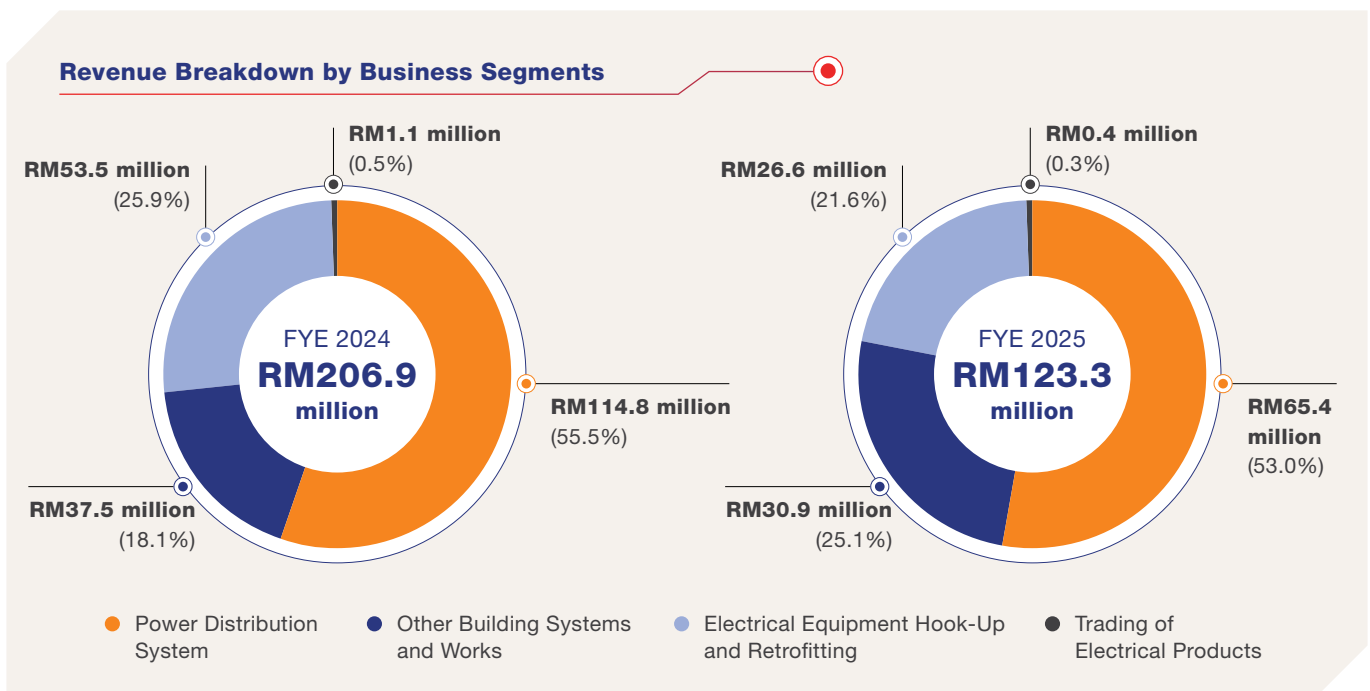 Revenue Breakdown by Business Segments
RM1.1 million
(0.5%)
RM53.5 million
(25.9%)
FYE 2024
RM206.9
million
RM114.8 million
(55.5%)
RM37.5 million
(18.1%)
RM0.4 million
(0.3%)
RM26.6 million
(21.6%)
FYE 2025
RM123.3
million
RM65.4
million
(53.0%)
RM30.9 million
(25.1%)
Power Distribution
System
Other Building Systems
and Works
Electrical Equipment Hook-Up
and Retrofitting
Trading of
Electrical Products